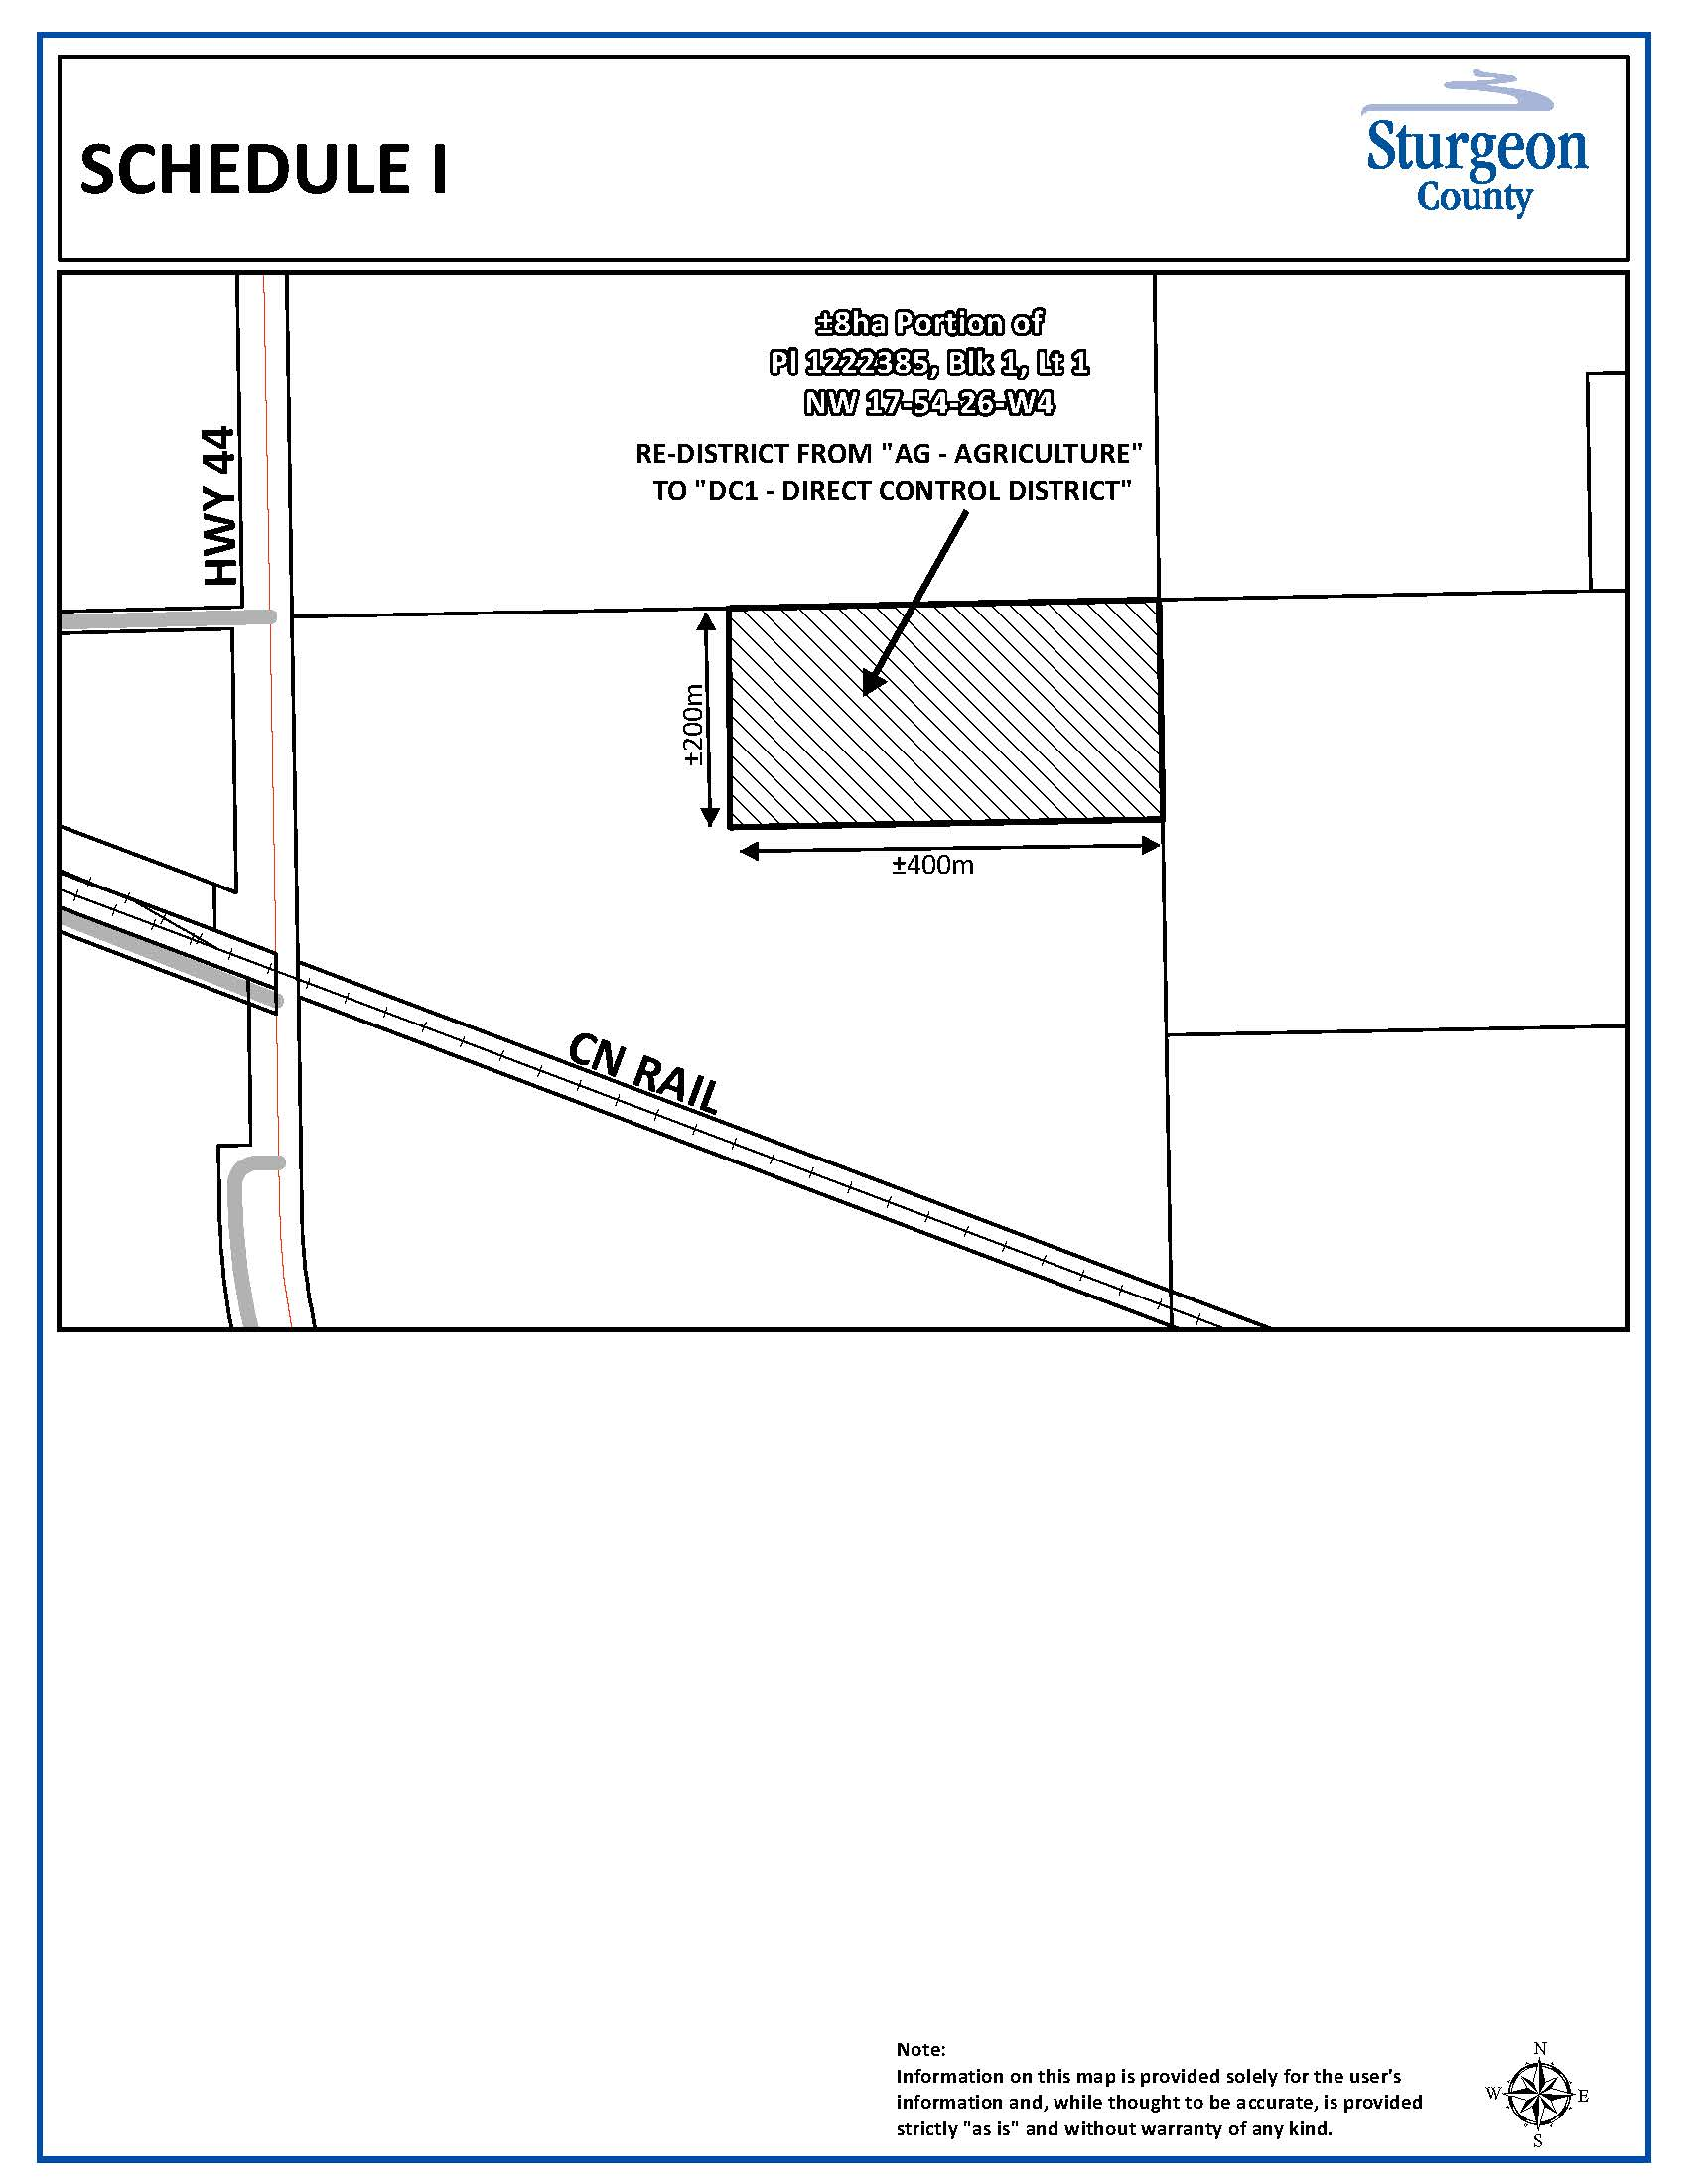 SCHEDULE I
Sturgeon
County
±8ha Portion of
Pl 1222385, Blk 1, Lt 1
NW 17-54-26-W4
RE-DISTRICT FROM "AG - AGRICULTURE"
TO "DC1 - DIRECT CONTROL DISTRICT"
HWY 44
±200m
±400m
CN RAIL
Note:
Information on this map is provided solely for the user's
information and, while thought to be accurate, is provided
strictly "as is" and without warranty of any kind.
N
W E
S